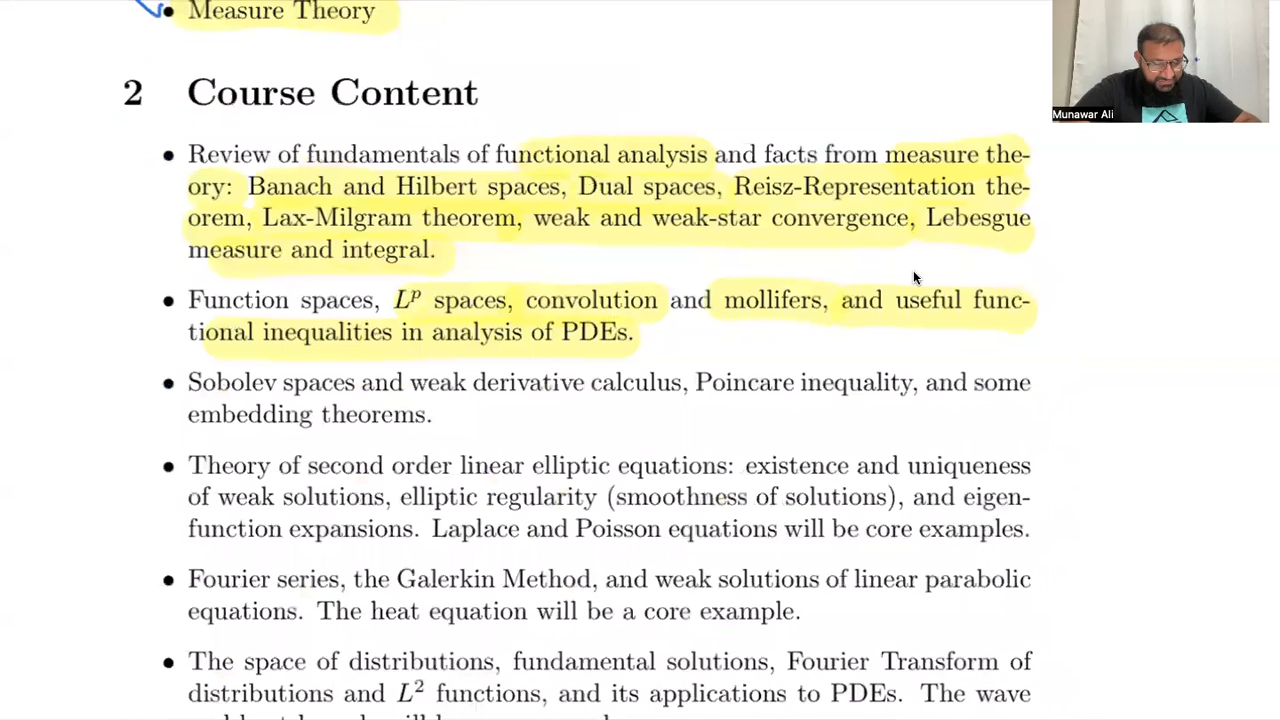 Measure Theory
2 Course Content
• Review of fundamentals of functional analysis and facts from measure the-
ory: Banach and Hilbert spaces, Dual spaces, Reisz-Representation the-
orem, Lax-Milgram theorem, weak and weak-star convergence, Lebesgue
measure and integral.
• Function spaces, L^p spaces, convolution and mollifers, and useful func-
tional inequalities in analysis of PDEs.
• Sobolev spaces and weak derivative calculus, Poincare inequality, and some
embedding theorems.
• Theory of second order linear elliptic equations: existence and uniqueness
of weak solutions, elliptic regularity (smoothness of solutions), and eigen-
function expansions. Laplace and Poisson equations will be core examples.
• Fourier series, the Galerkin Method, and weak solutions of linear parabolic
equations. The heat equation will be a core example.
• The space of distributions, fundamental solutions, Fourier Transform of
distributions and L^2 functions, and its applications to PDEs. The wave
Munawar Ali